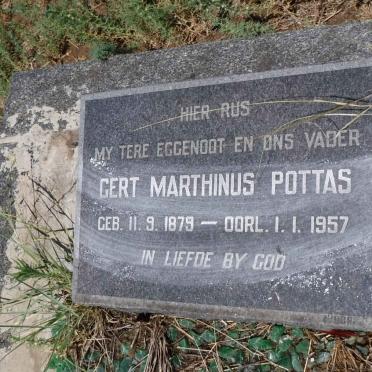 HIER RUS
MY TERE EGGENOOT EN ONS VADER
GERT MARTHINUS POTTAS
GEB. 11. 9. 1879 — OORL. 1. 1. 1957
IN LIEFDE BY GOD